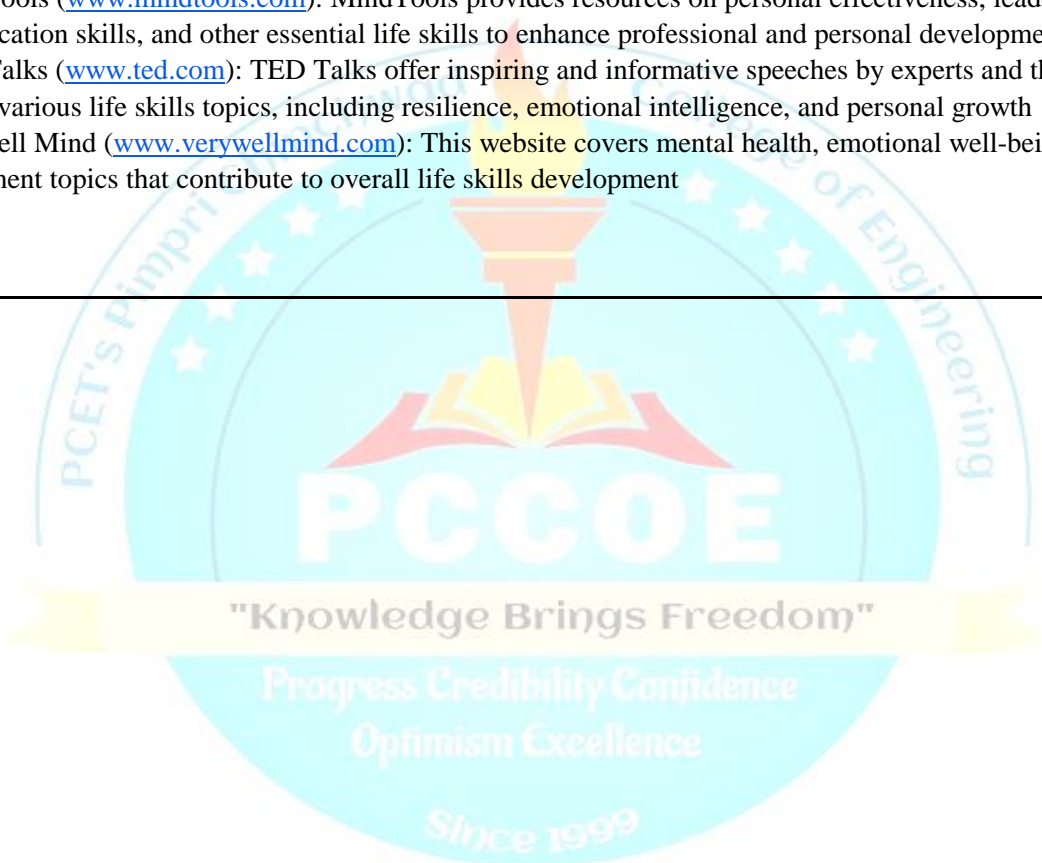 ools (www.mindtools.com): MindTools provides resources on personal effectiveness, lead
cation skills, and other essential life skills to enhance professional and personal developme
Talks (www.ted.com): TED Talks offer inspiring and informative speeches by experts and th
various life skills topics, including resilience, emotional intelligence, and personal growth
ell Mind (www.verywellmind.com): This website covers mental health, emotional well-bei
ment topics that contribute to overall life skills development
PCET's Pimpri Chinchwad College of Engineering
PCCOE
"Knowledge Brings Freedom"
Progress Credibility Confidence
Optimism Excellence
Since 1999